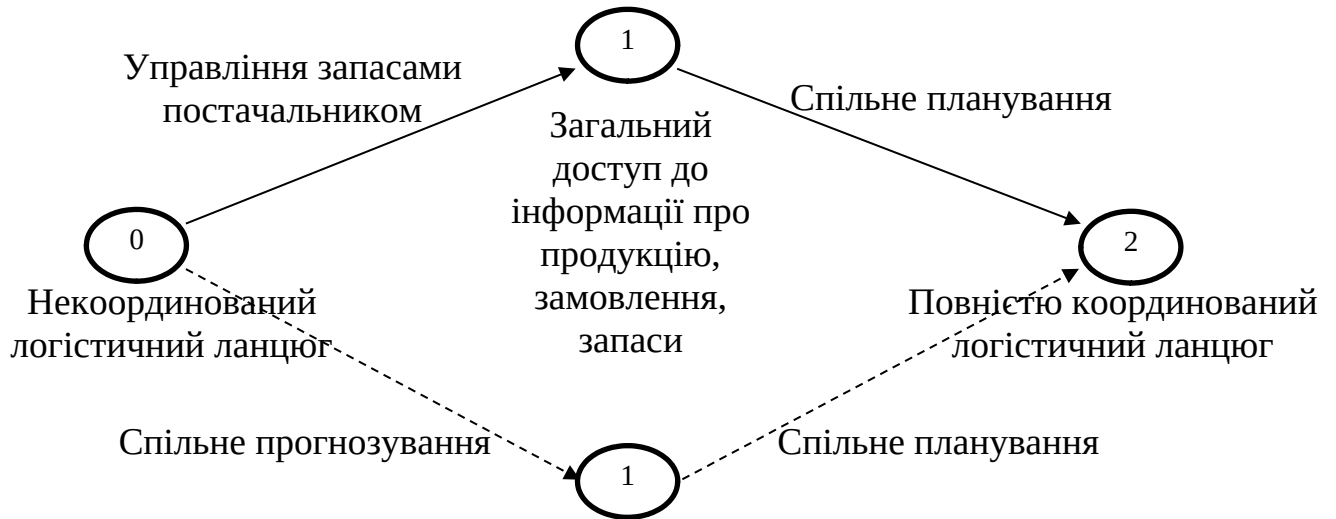 1
Управління запасами
постачальником
Спільне планування
Загальний
доступ до
інформації про
продукцію,
замовлення,
запаси
0
Некоординований
логістичний ланцюг
2
Повністю координований
логістичний ланцюг
Спільне прогнозування
Спільне планування
1